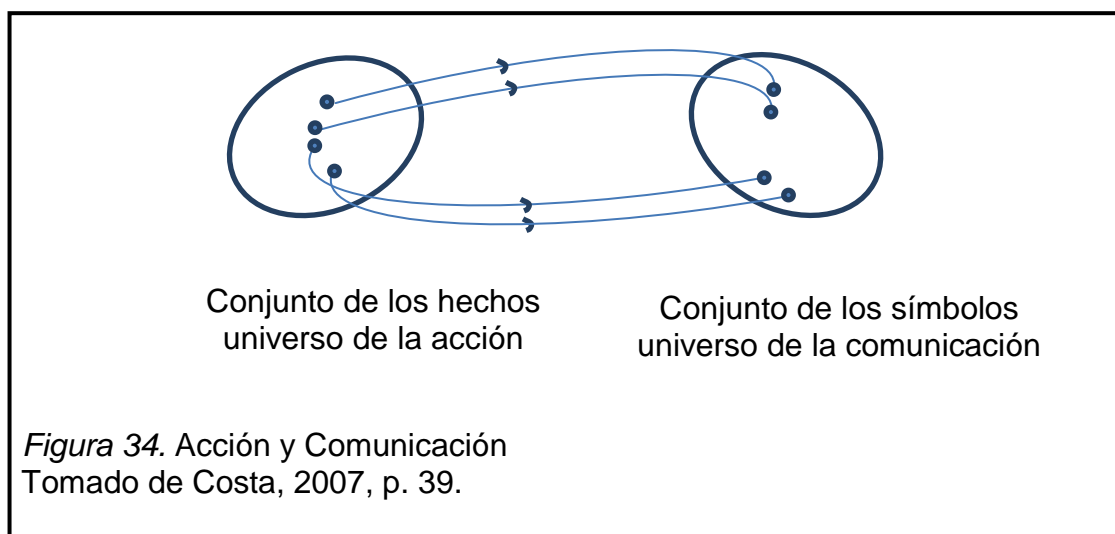 Conjunto de los hechos
universo de la acción
Conjunto de los símbolos
universo de la comunicación
Figura 34. Acción y Comunicación
Tomado de Costa, 2007, p. 39.